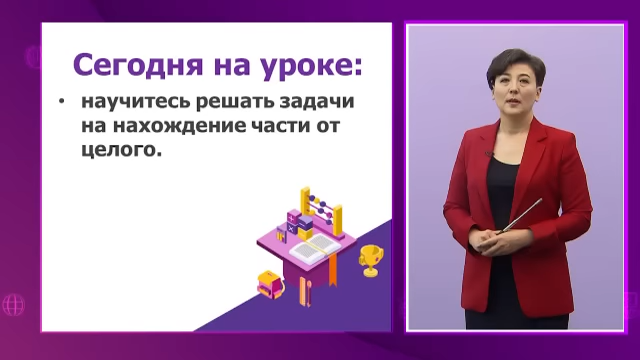 Сегодня на уроке:
• научитесь решать задачи
на нахождение части от
целого.